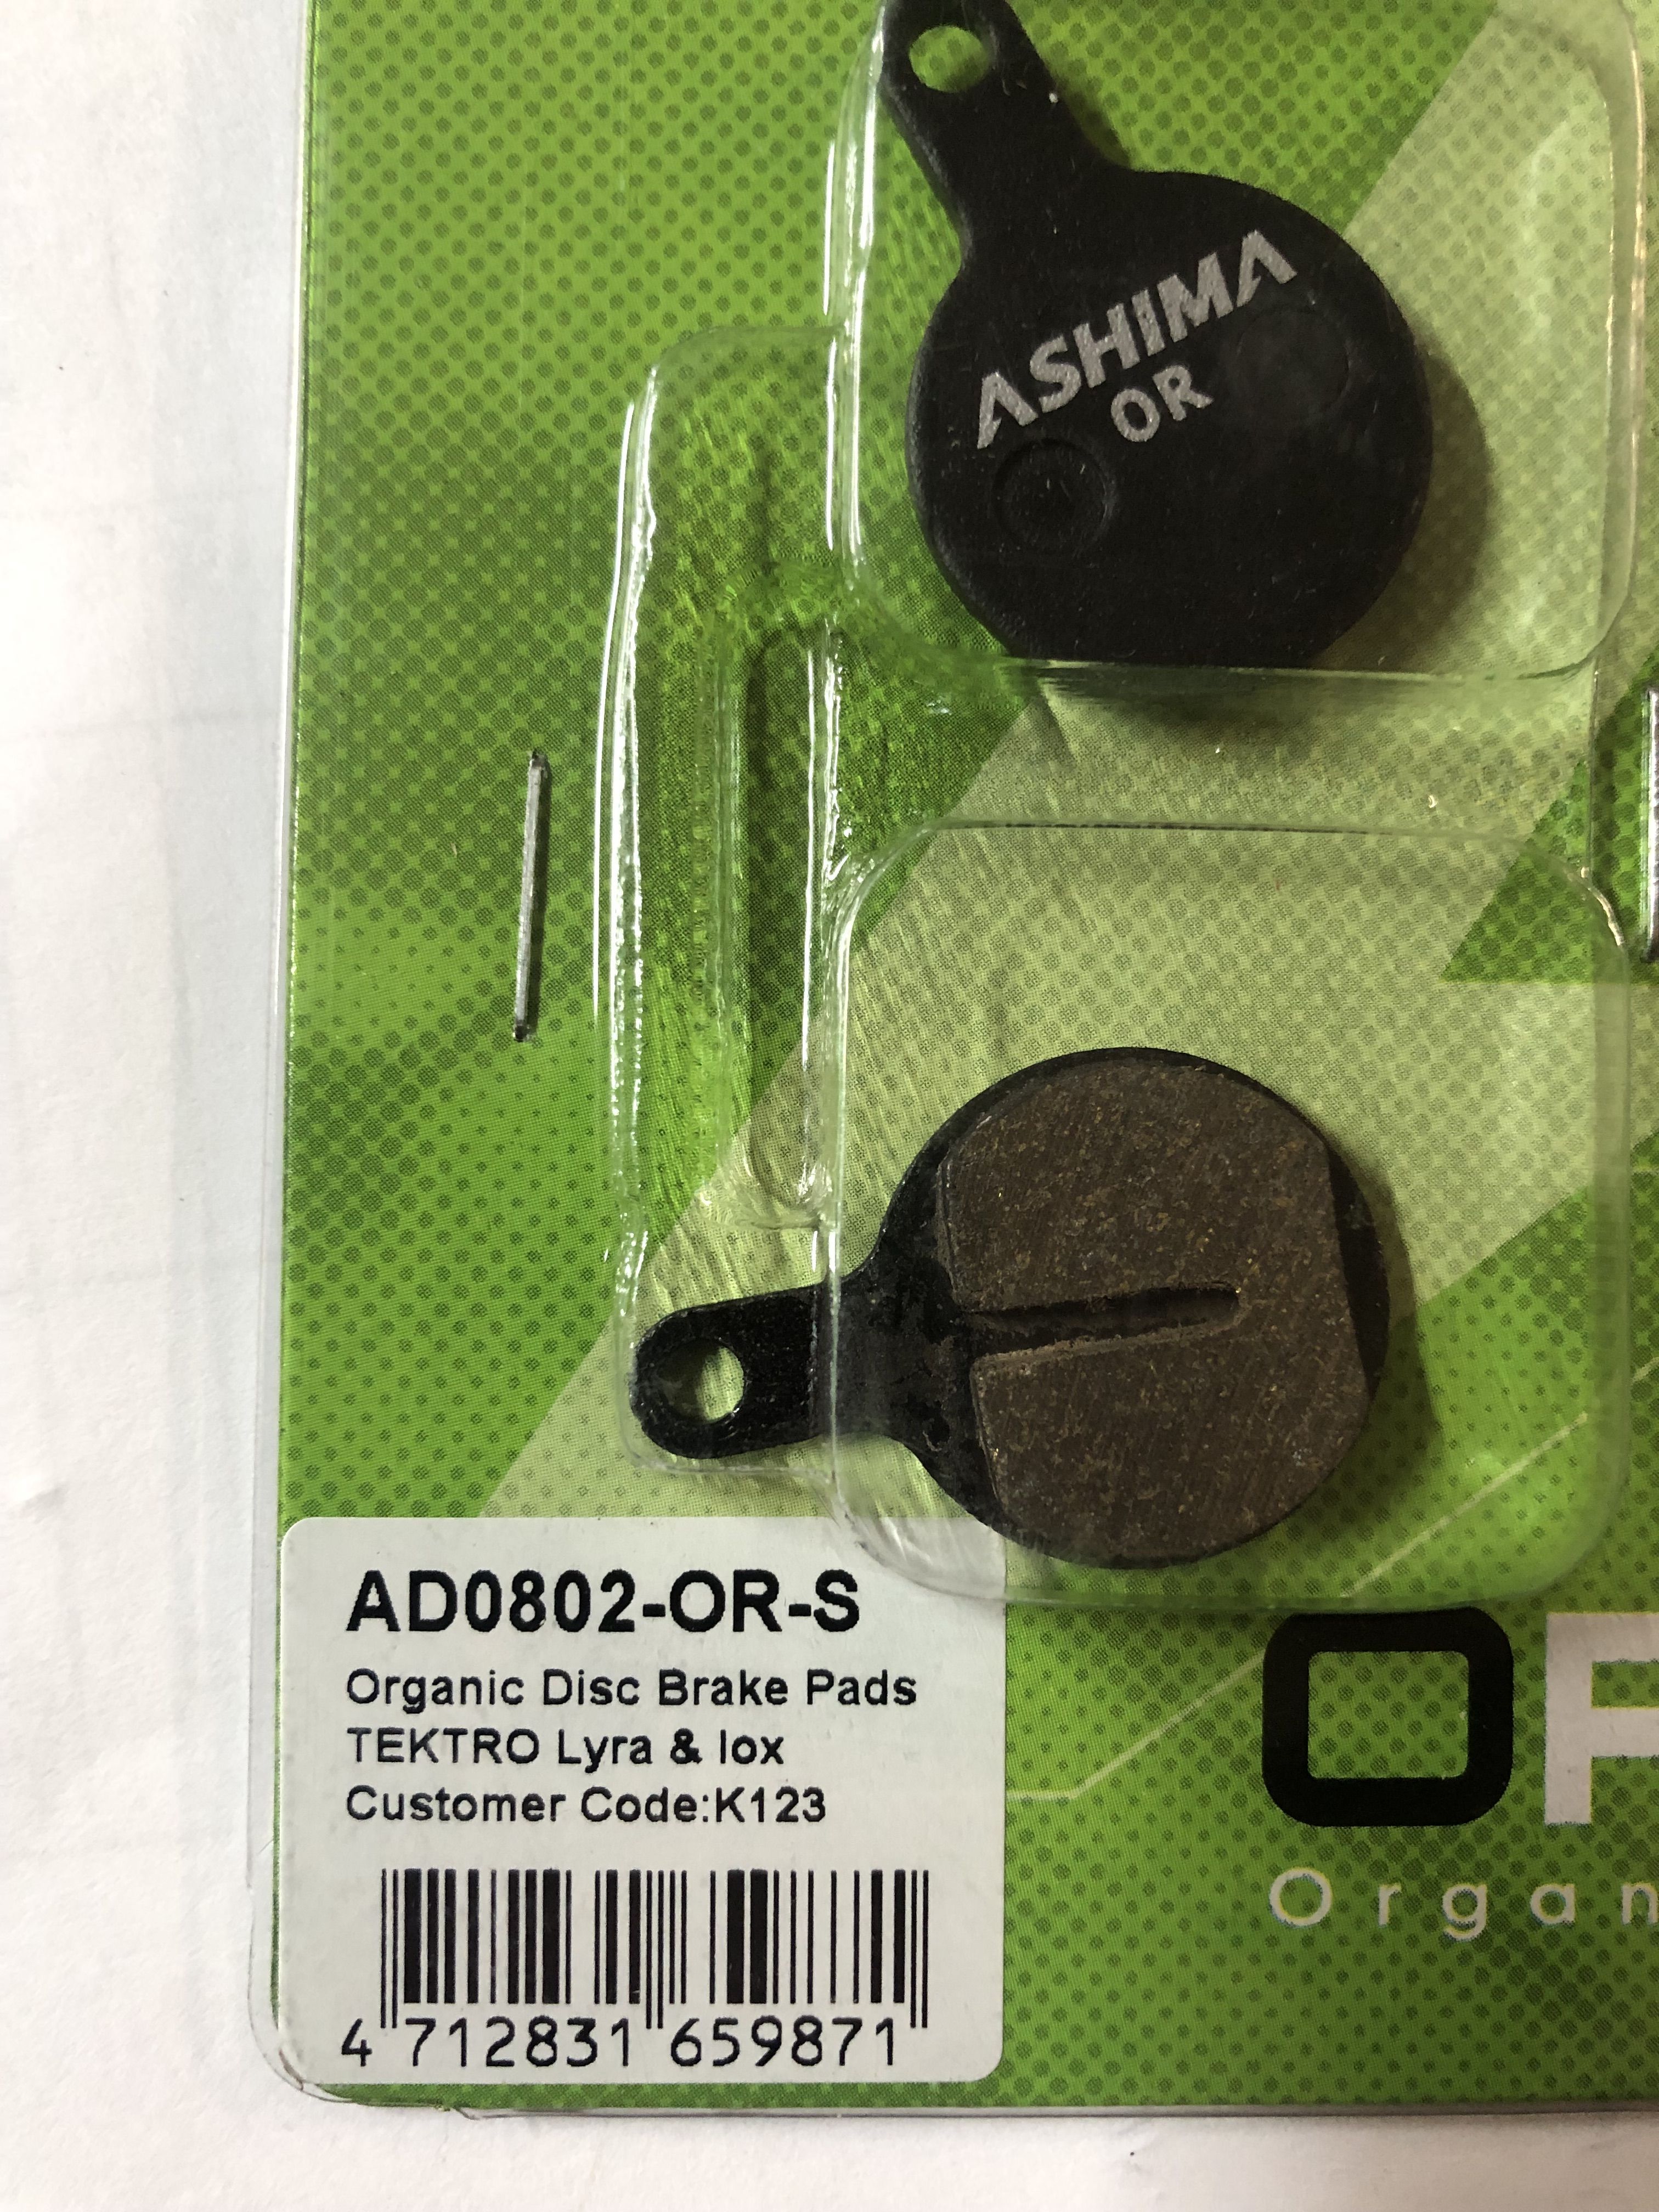 ASHIMA
OR
AD0802-OR-S
Organic Disc Brake Pads
TEKTRO Lyra & Iox
Customer Code:K123
4 712831 659871
O
Organ